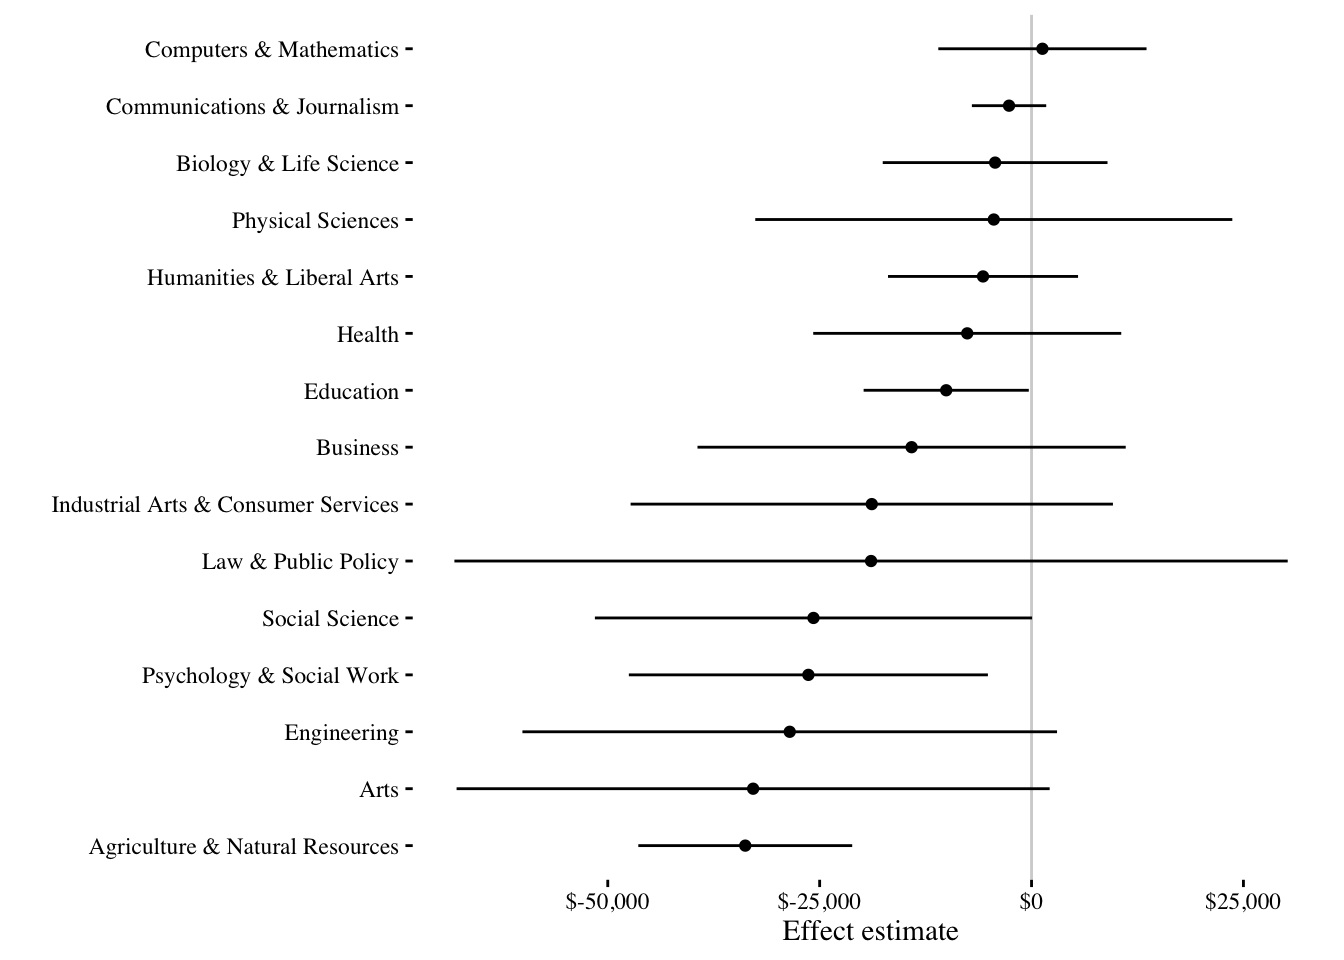 Computers & Mathematics
Communications & Journalism
Biology & Life Science
Physical Sciences
Humanities & Liberal Arts
Health
Education
Business
Industrial Arts & Consumer Services
Law & Public Policy
Social Science
Psychology & Social Work
Engineering
Arts
Agriculture & Natural Resources
$-50,000 $-25,000 $0 $25,000
Effect estimate